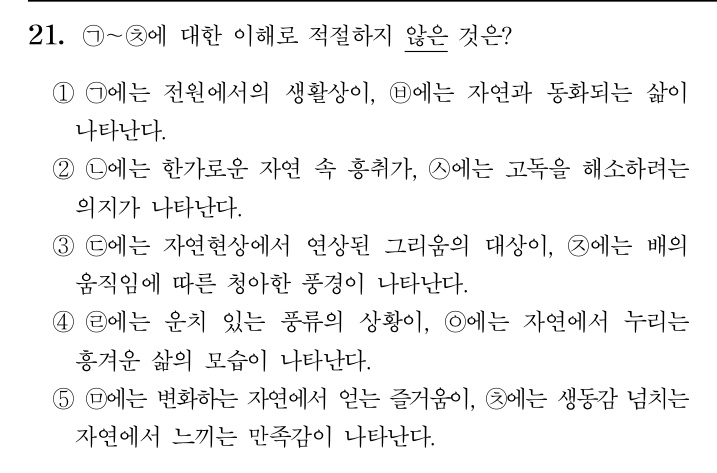 21. ㉠~㉩에 대한 이해로 적절하지 않은 것은?
① ㉠에는 전원에서의 생활상이, ㉥에는 자연과 동화되는 삶이
나타난다.
② ㉡에는 한가로운 자연 속 흥취가, ㉦에는 고독을 해소하려는
의지가 나타난다.
③ ㉢에는 자연현상에서 연상된 그리움의 대상이, ㉨에는 배의
움직임에 따른 청아한 풍경이 나타난다.
④ ㉣에는 운치 있는 풍류의 상황이, ㉧에는 자연에서 누리는
흥겨운 삶의 모습이 나타난다.
⑤ ㉤에는 변화하는 자연에서 얻는 즐거움이, ㉩에는 생동감 넘치는
자연에서 느끼는 만족감이 나타난다.